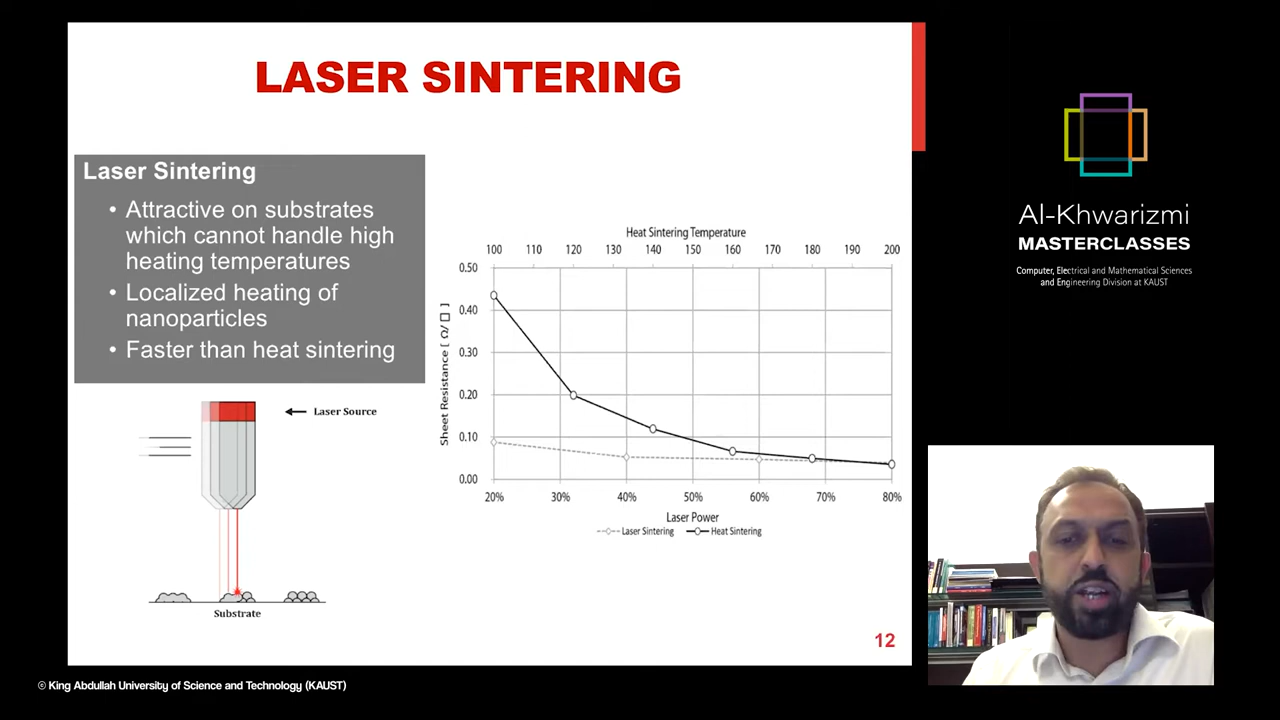 LASER SINTERING
Laser Sintering
• Attractive on substrates
which cannot handle high
heating temperatures
• Localized heating of
nanoparticles
• Faster than heat sintering
Laser Source
Substrate
Heat Sintering Temperature
100 110 120 130 140 150 160 170 180 190 200
0.50
0.40
0.30
0.20
0.10
0.00
Sheet Resistance [ Ω/ □ ]
20% 30% 40% 50% 60% 70% 80%
Laser Power
Laser Sintering Heat Sintering
12
Al-Khwarizmi
MASTERCLASSES
Computer, Electrical and Mathematical Sciences
and Engineering Division at KAUST
© King Abdullah University of Science and Technology (KAUST)